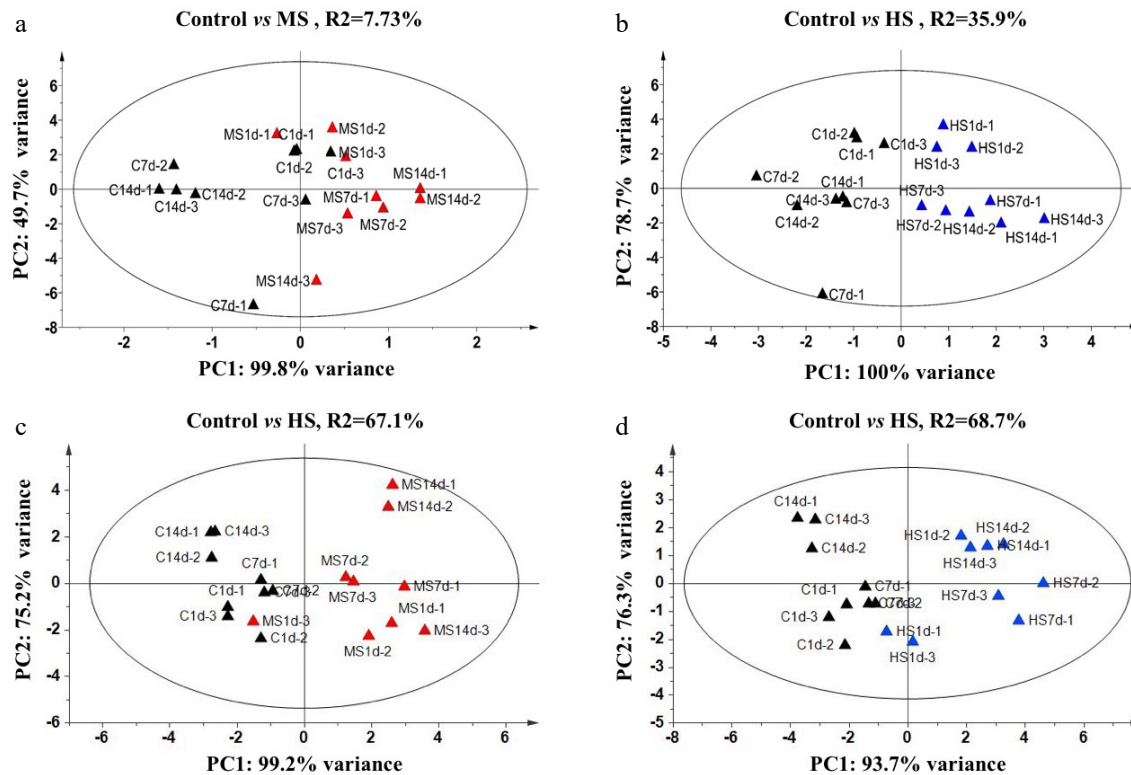 a
Control vs MS , R2=7.73%
PC2: 49.7% variance
6
4
2
0
-2
-4
-6
-8
MS1d-1
C1d-1
MS1d-2
C1d-2
MS1d-3
C1d-3
C7d-2
C14d-1
C14d-2
C14d-3
C7d-3
MS7d-1
MS14d-1
MS14d-2
MS7d-3
MS7d-2
MS14d-3
C7d-1
-2
-1
0
1
2
PC1: 99.8% variance
b
Control vs HS , R2=35.9%
PC2: 78.7% variance
8
6
4
2
0
-2
-4
-6
-8
C1d-2
C1d-1
C1d-3
HS1d-1
HS1d-3
HS1d-2
C7d-2
C14d-1
C14d-3
C7d-3
C14d-2
HS7d-3
HS7d-1
HS7d-2
HS14d-2
HS14d-3
HS14d-1
C7d-1
-5
-4
-3
-2
-1
0
1
2
3
4
5
PC1: 100% variance
c
Control vs HS, R2=67.1%
PC2: 75.2% variance
4
2
0
-2
-4
-6
MS14d-1
MS14d-2
C14d-1
C14d-3
C14d-2
C7d-1
MS7d-2
C7d-2
MS7d-3
MS7d-1
C1d-1
C1d-3
MS1d-3
MS1d-1
C1d-2
MS1d-2
MS14d-3
-6
-4
-2
0
2
4
6
PC1: 99.2% variance
d
Control vs HS, R2=68.7%
PC2: 76.3% variance
4
3
2
1
0
-1
-2
-3
-4
-5
C14d-1
C14d-3
C14d-2
HS1d-2
HS14d-2
HS14d-1
HS14d-3
C1d-1
C7d-1
HS7d-2
HS7d-3
C1d-3
HS1d-1
HS7d-1
C1d-2
HS1d-3
-6
-4
-2
0
2
4
6
PC1: 93.7% variance